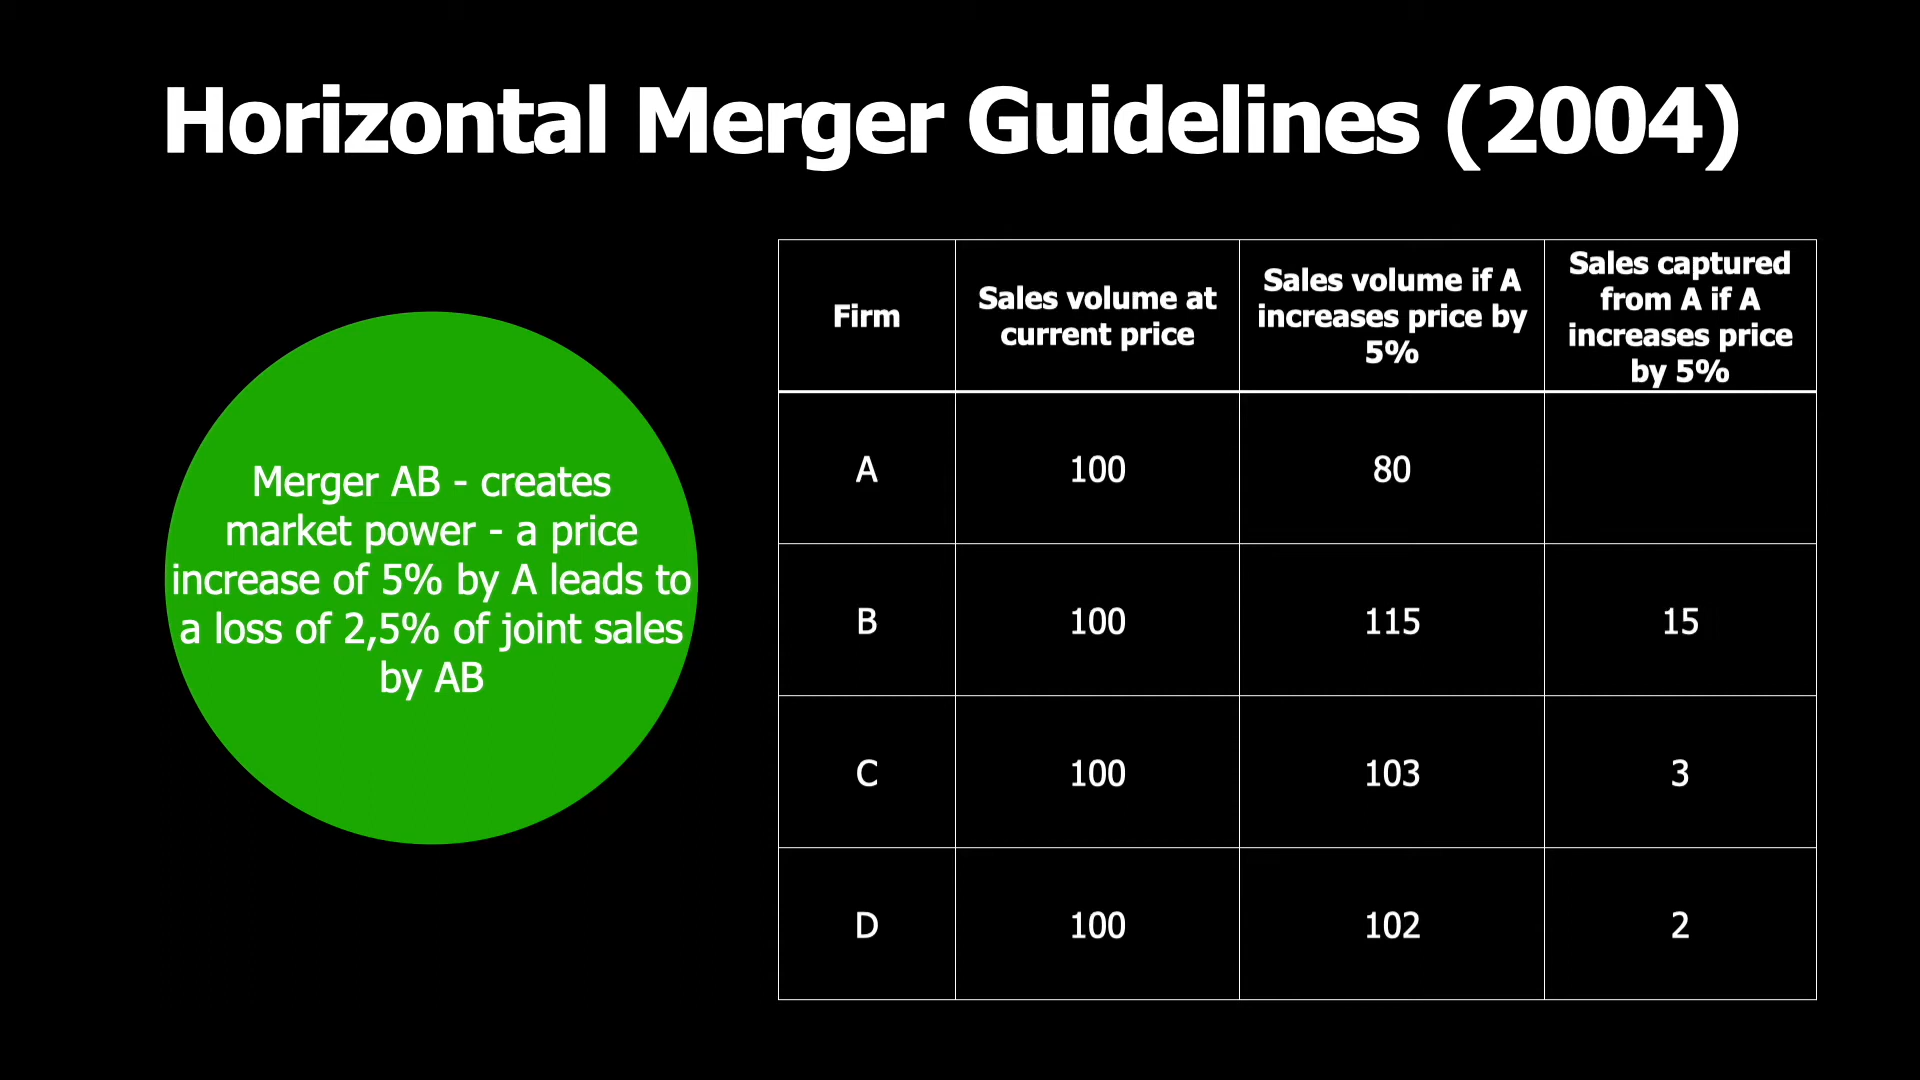 Horizontal Merger Guidelines (2004)
Merger AB - creates
market power - a price
increase of 5% by A leads to
a loss of 2,5% of joint sales
by AB
Firm
Sales volume at
current price
Sales volume if A
increases price by
5%
Sales captured
from A if A
increases price
by 5%
A 100 80
B 100 115 15
C 100 103 3
D 100 102 2